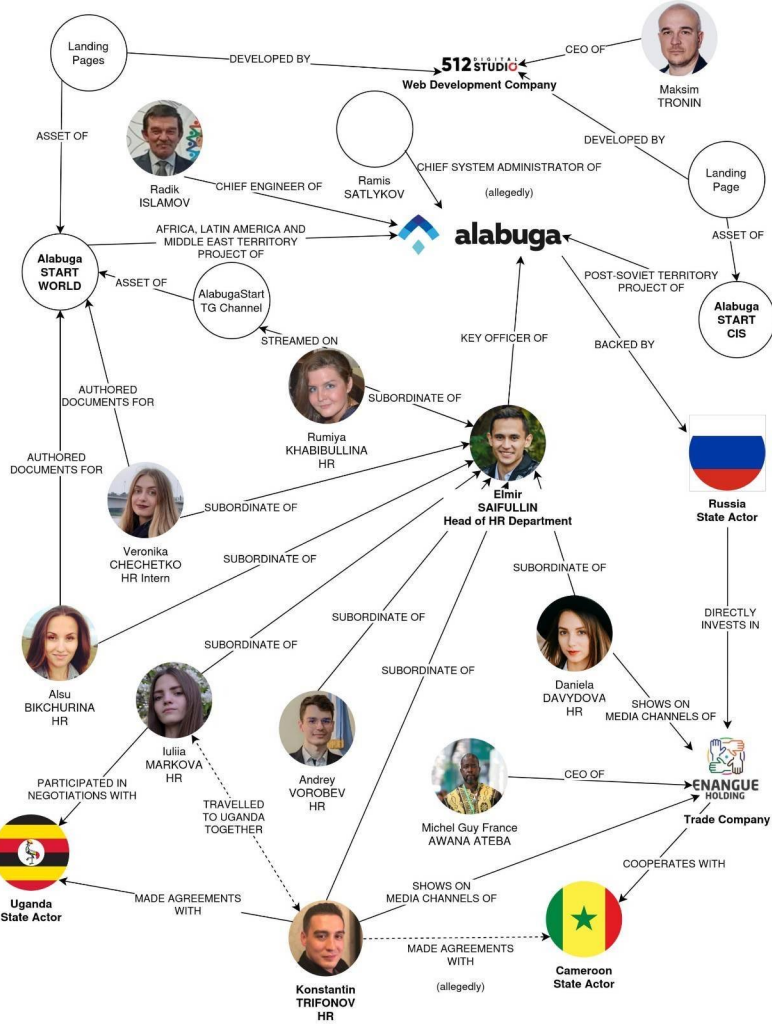 Landing
Pages
DEVELOPED BY
512 DIGITAL
STUDIO
Web Development Company
CEO OF
Maksim
TRONIN
ASSET OF
Radik
ISLAMOV
CHIEF ENGINEER OF
Ramis
SATLYKOV
CHIEF SYSTEM ADMINISTRATOR OF
(allegedly)
DEVELOPED BY
Landing
Page
ASSET OF
alabuga
AFRICA, LATIN AMERICA AND
MIDDLE EAST TERRITORY
PROJECT OF
Alabuga
START
WORLD
ASSET OF
AlabugaStart
TG Channel
STREAMED ON
POST-SOVIET TERRITORY
PROJECT OF
Alabuga
START
CIS
KEY OFFICER OF
BACKED BY
AUTHORED
DOCUMENTS FOR
Rumiya
KHABIBULLINA
HR
SUBORDINATE OF
AUTHORED
DOCUMENTS FOR
Elmir
SAIFULLIN
Head of HR Department
Russia
State Actor
Veronika
CHECHETKO
HR Intern
SUBORDINATE OF
SUBORDINATE OF
SUBORDINATE OF
DIRECTLY
INVESTS IN
SUBORDINATE OF
SUBORDINATE OF
SUBORDINATE OF
Alsu
BIKCHURINA
HR
Iuliia
MARKOVA
HR
Andrey
VOROBEV
HR
Daniela
DAVYDOVA
HR
SHOWS ON
MEDIA CHANNELS OF
PARTICIPATED IN
NEGOTIATIONS WITH
TRAVELLED
TO UGANDA
TOGETHER
Michel Guy France
AWANA ATEBA
CEO OF
ENANGUE
HOLDING
Trade Company
COOPERATES WITH
Uganda
State Actor
MADE AGREEMENTS
WITH
SHOWS ON
MEDIA CHANNELS OF
Konstantin
TRIFONOV
HR
MADE AGREEMENTS
WITH
(allegedly)
Cameroon
State Actor